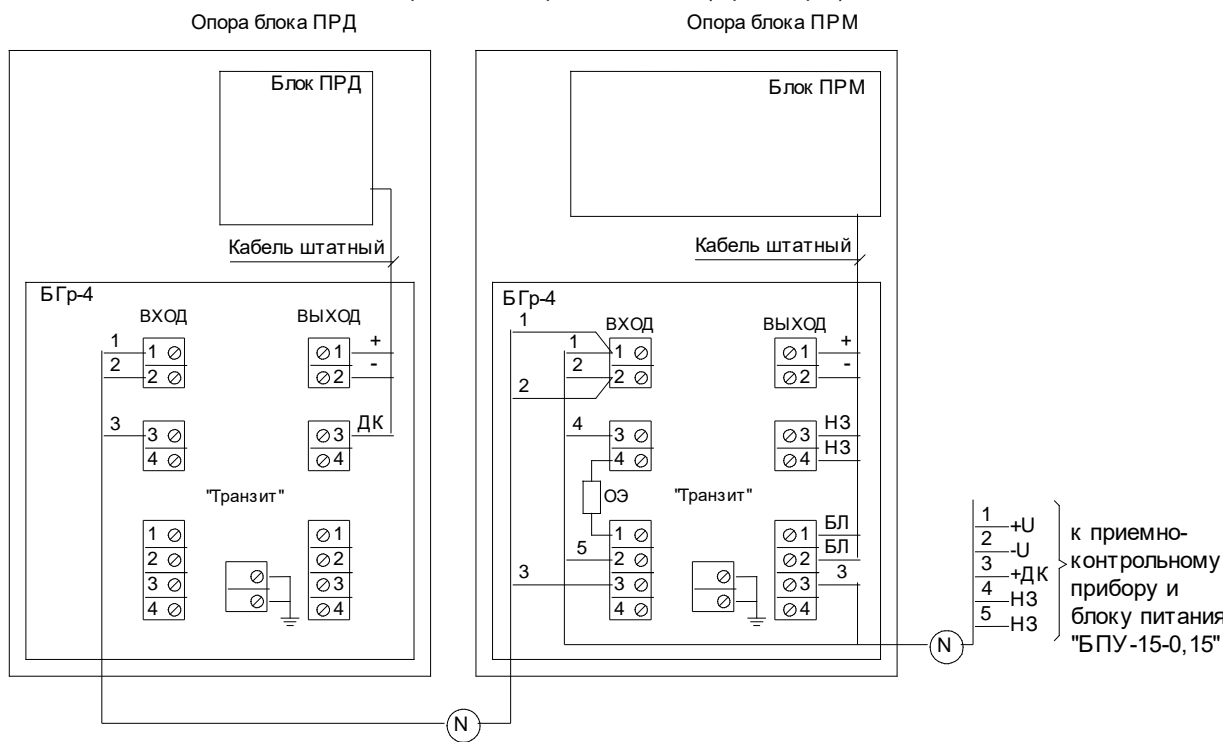 Опора блока ПРД
Опора блока ПРМ
Блок ПРД
Кабель штатный
БГр-4
ВХОД
ВЫХОД
1
1
1
+
2
2
2
-
3
3
3
ДК
4
4
"Транзит"
1
1
2
2
3
3
4
4
Блок ПРМ
Кабель штатный
БГр-4
1
ВХОД
ВЫХОД
1
1
1
+
2
2
2
-
2
4
3
3
НЗ
4
4
НЗ
ОЭ
"Транзит"
1
1
БЛ
5
2
2
БЛ
3
3
3
3
4
4
N
N
1
+U
2
-U
3
+ДК
4
НЗ
5
НЗ
к приемно-
контрольному
прибору и
блоку питания
"БПУ-15-0,15"